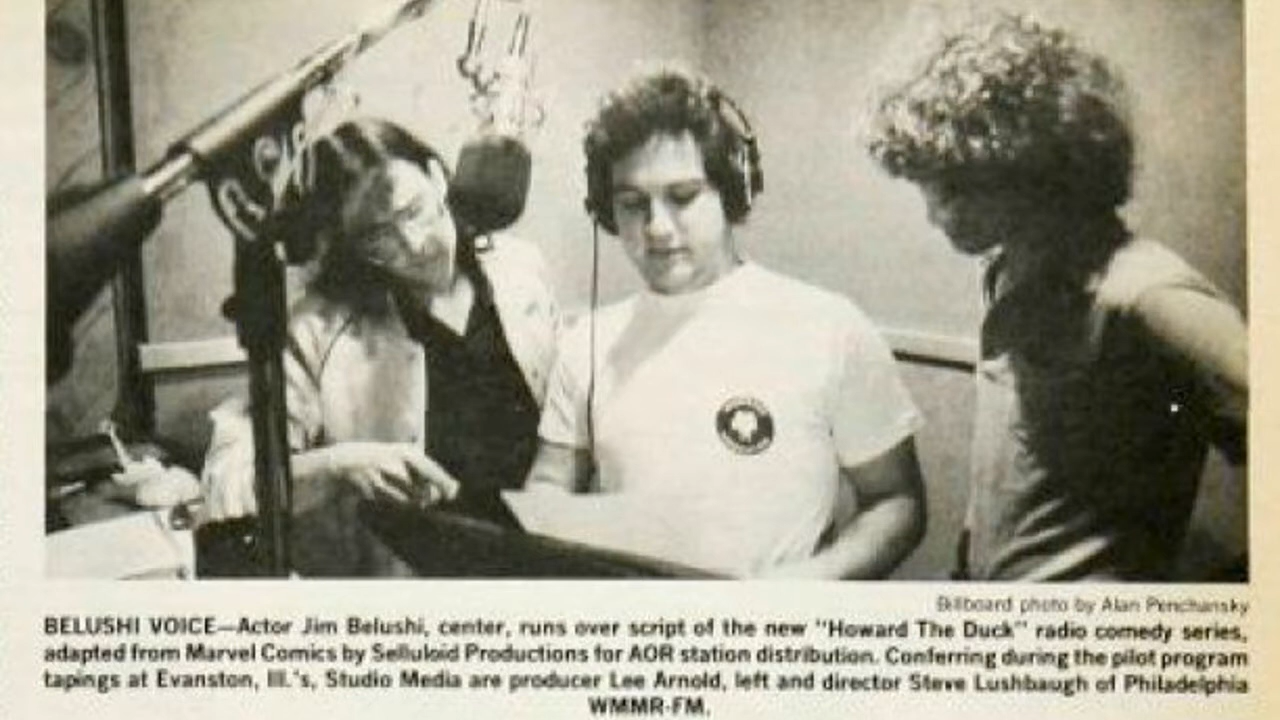 Billboard photo by Alan Penchansky
BELUSHI VOICE—Actor Jim Belushi, center, runs over script of the new "Howard The Duck" radio comedy series,
adapted from Marvel Comics by Selluloid Productions for AOR station distribution. Conferring during the pilot program
tapings at Evanston, Ill.'s, Studio Media are producer Lee Arnold, left and director Steve Lushbaugh of Philadelphia
WMMR-FM.